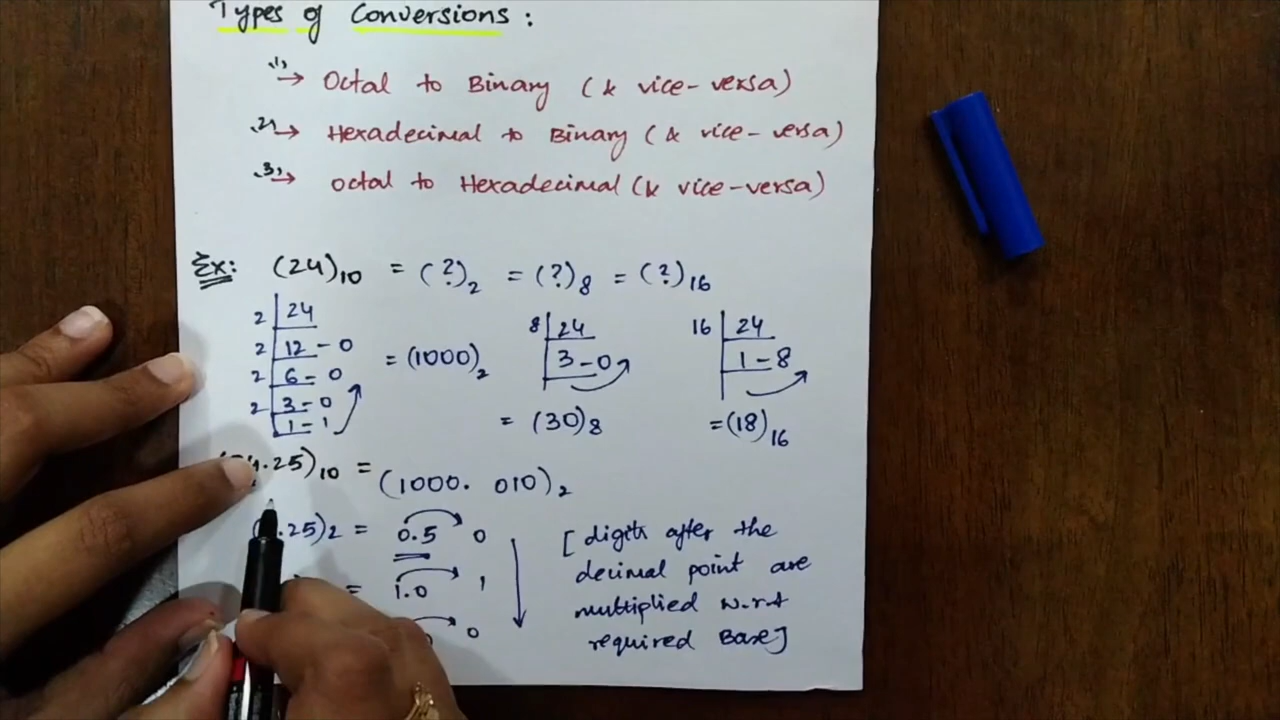 Types of Conversions :
.1, → Octal to Binary (& vice-versa)
.2, → Hexadecimal to Binary (& vice-versa)
.3, → octal to Hexadecimal (& vice-versa)
Ex: (24)10 = (?)2 = (?)8 = (?)16
2 24
2 12 - 0
2 6 - 0
2 3 - 0
1 - 1
= (1000)2
8 24
3 - 0
= (30)8
16 24
1 - 8
= (18)16
.25)10 = (1000. 010)2
.25)2 = 0.5 0
= 1.0 1
0
[digits after the
decimal point are
multiplied w.r.t
required Base]